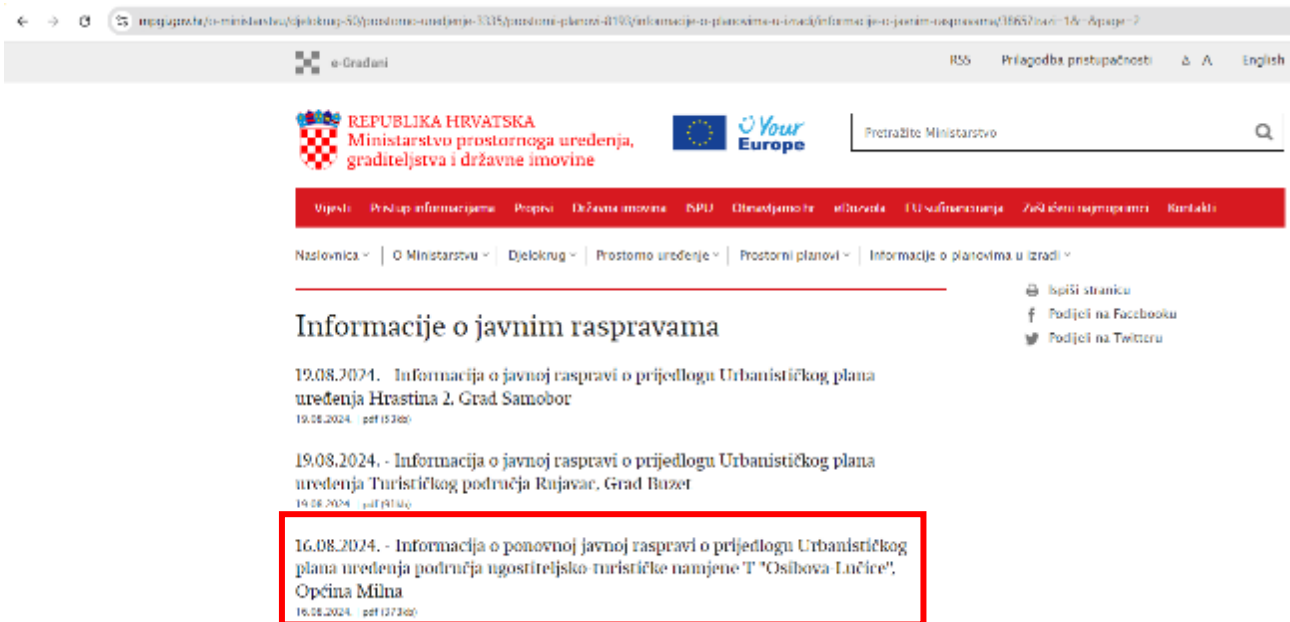 e-Građani
RSS Prilagodba pristupačnosti A A English
REPUBLIKA HRVATSKA
Ministarstvo prostornoga uređenja,
graditeljstva i državne imovine
Your
Europe
Pretražite Ministarstvo
Vijesti Pristup informacijama Propisi Državna imovina ISPU Obnavljamo hr eDozvola EU sufinanciranja Zaštićeni najmoprimci Kontakti
Naslovnica O Ministarstvu Djelokrug Prostorno uređenje Prostorni planovi Informacije o planovima u izradi
Ispiši stranicu
Podijeli na Facebooku
Podijeli na Twitteru
Informacije o javnim raspravama
19.08.2024. Informacija o javnoj raspravi o prijedlogu Urbanističkog plana
uređenja Hrastina 2, Grad Samobor
19.08.2024. | pdf (53kb)
19.08.2024. - Informacija o javnoj raspravi o prijedlogu Urbanističkog plana
uređenja Turističkog područja Rujavac, Grad Buzet
19.08.2024. | pdf (91kb)
16.08.2024. - Informacija o ponovnoj javnoj raspravi o prijedlogu Urbanističkog
plana uređenja područja ugostiteljsko-turističke namjene T "Osibova-Lučice",
Općina Milna
16.08.2024. | pdf (373kb)